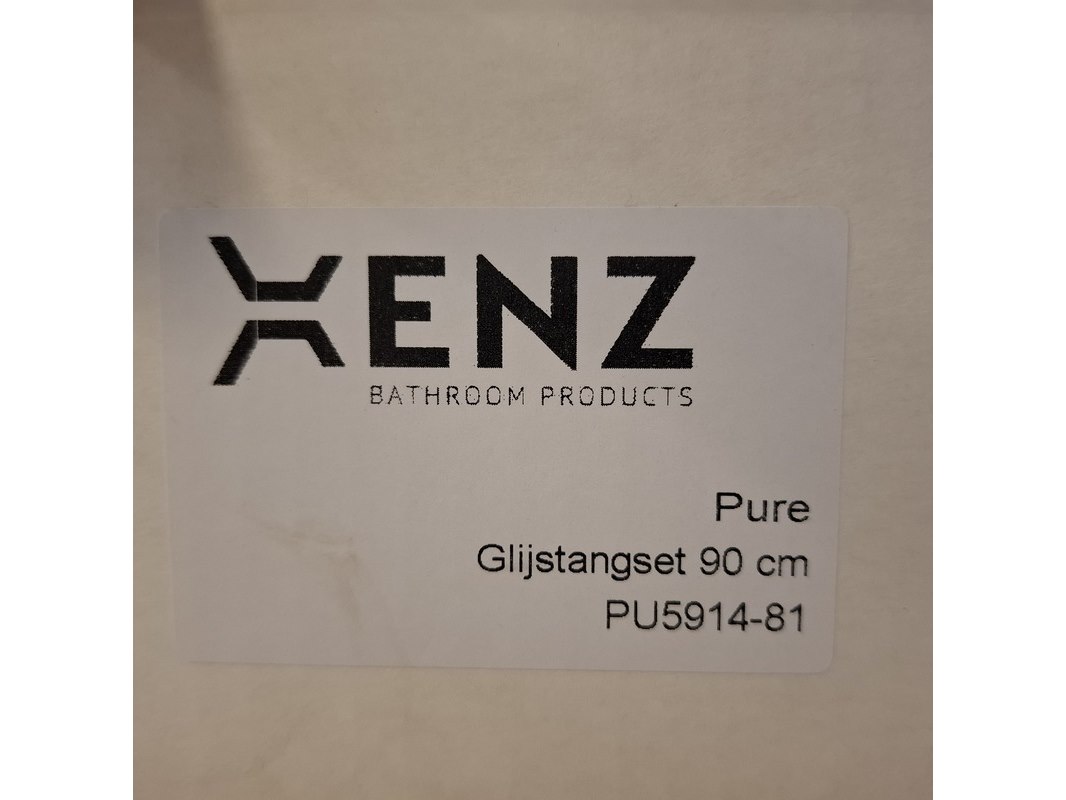 XENZ
BATHROOM PRODUCTS
Pure
Glijstangset 90 cm
PU5914-81